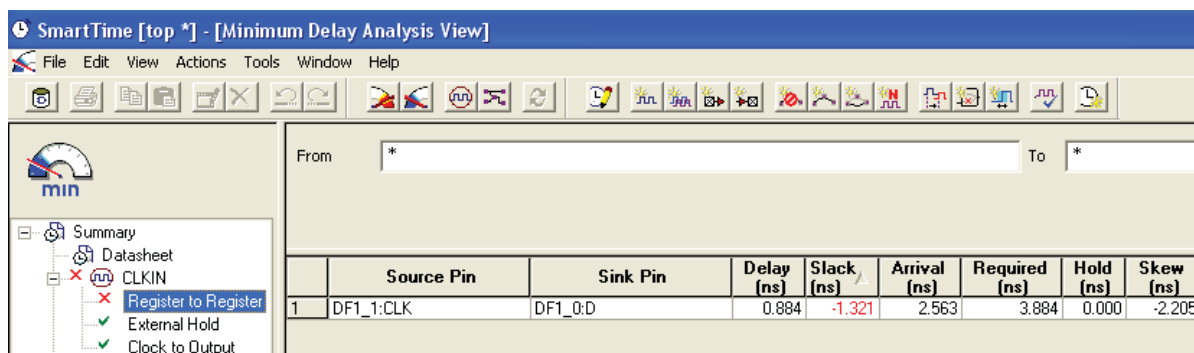 SmartTime [top *] - [Minimum Delay Analysis View]
File Edit View Actions Tools Window Help
From * To *
min
Summary
Datasheet
CLKIN
Register to Register
External Hold
Clock to Output
Source Pin Sink Pin Delay (ns) Slack (ns) Arrival (ns) Required (ns) Hold (ns) Skew (ns)
1 DF1_1:CLK DF1_0:D 0.884 -1.321 2.563 3.884 0.000 -2.205